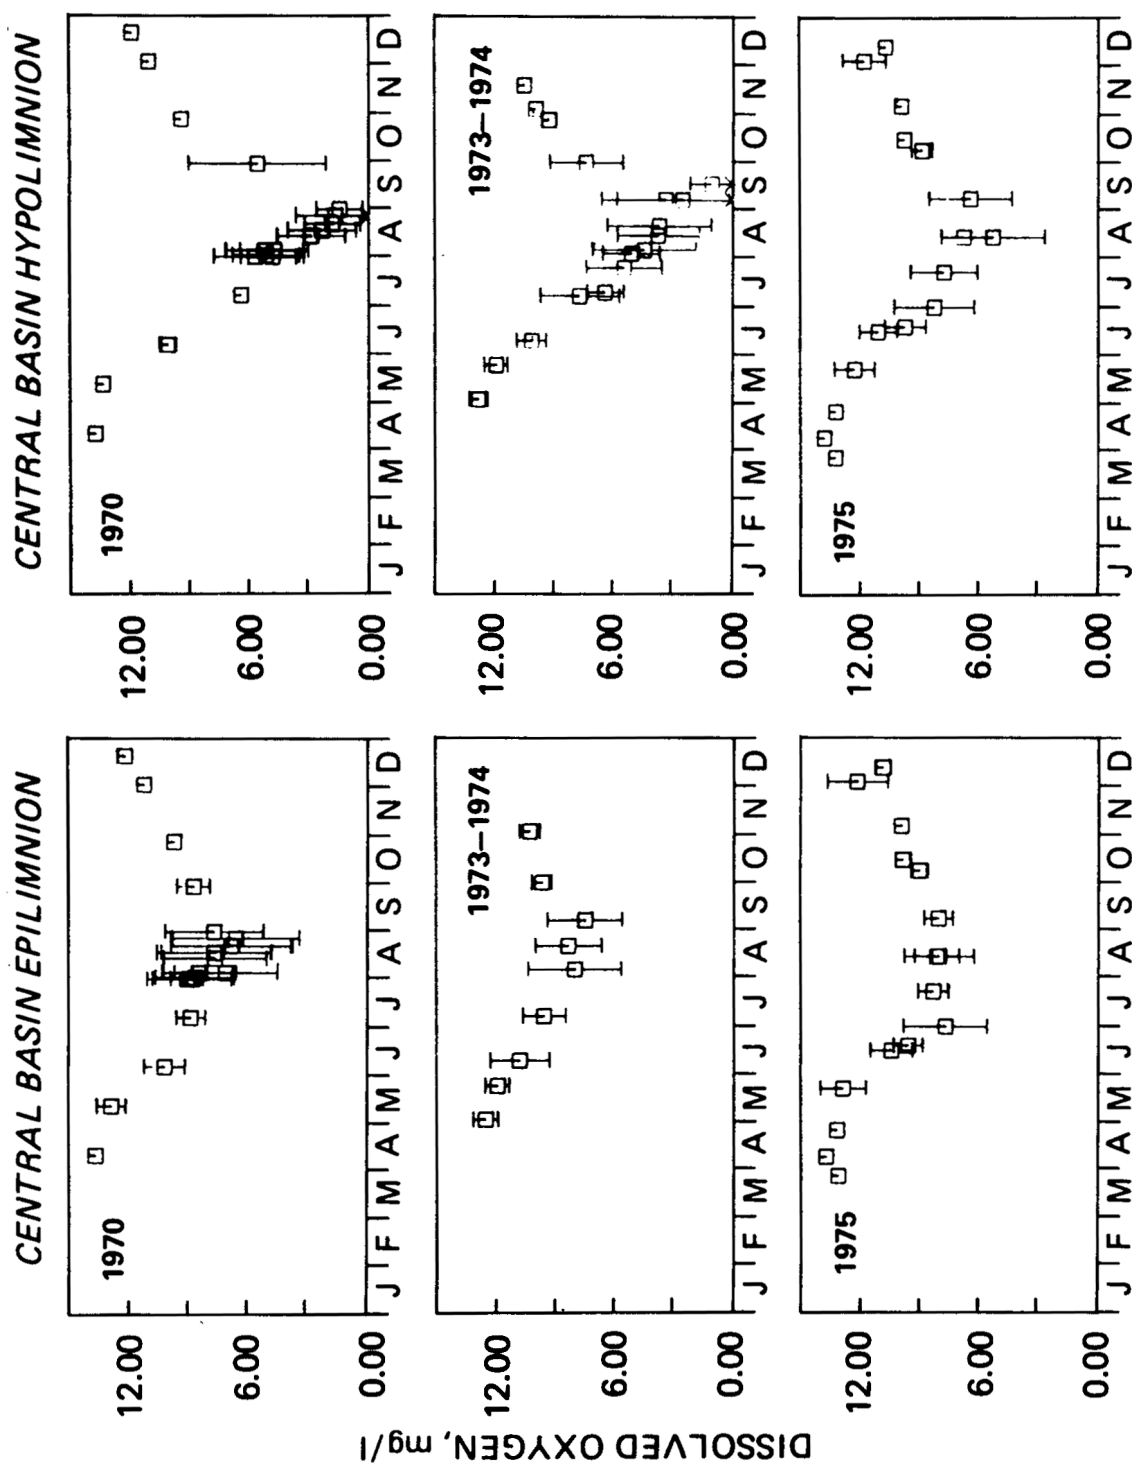 CENTRAL BASIN EPILIMNION
CENTRAL BASIN HYPOLIMNION
DISSOLVED OXYGEN, mg/l
1970
12.00
6.00
0.00
J F M A M J J A S O N D
1970
12.00
6.00
0.00
J F M A M J J A S O N D
1973–1974
12.00
6.00
0.00
J F M A M J J A S O N D
1973–1974
12.00
6.00
0.00
J F M A M J J A S O N D
1975
12.00
6.00
0.00
J F M A M J J A S O N D
1975
12.00
6.00
0.00
J F M A M J J A S O N D